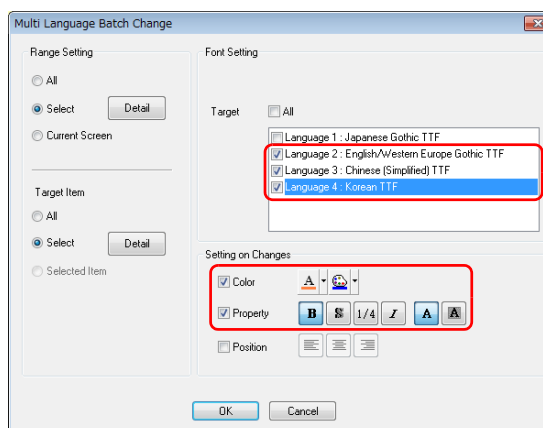 Multi Language Batch Change
Range Setting
All
Select
Detail
Current Screen
Target Item
All
Select
Detail
Selected Item
Font Setting
Target
All
Language 1 : Japanese Gothic TTF
Language 2 : English/Western Europe Gothic TTF
Language 3 : Chinese (Simplified) TTF
Language 4 : Korean TTF
Setting on Changes
Color A
Property B S 1/4 I A A
Position
OK Cancel